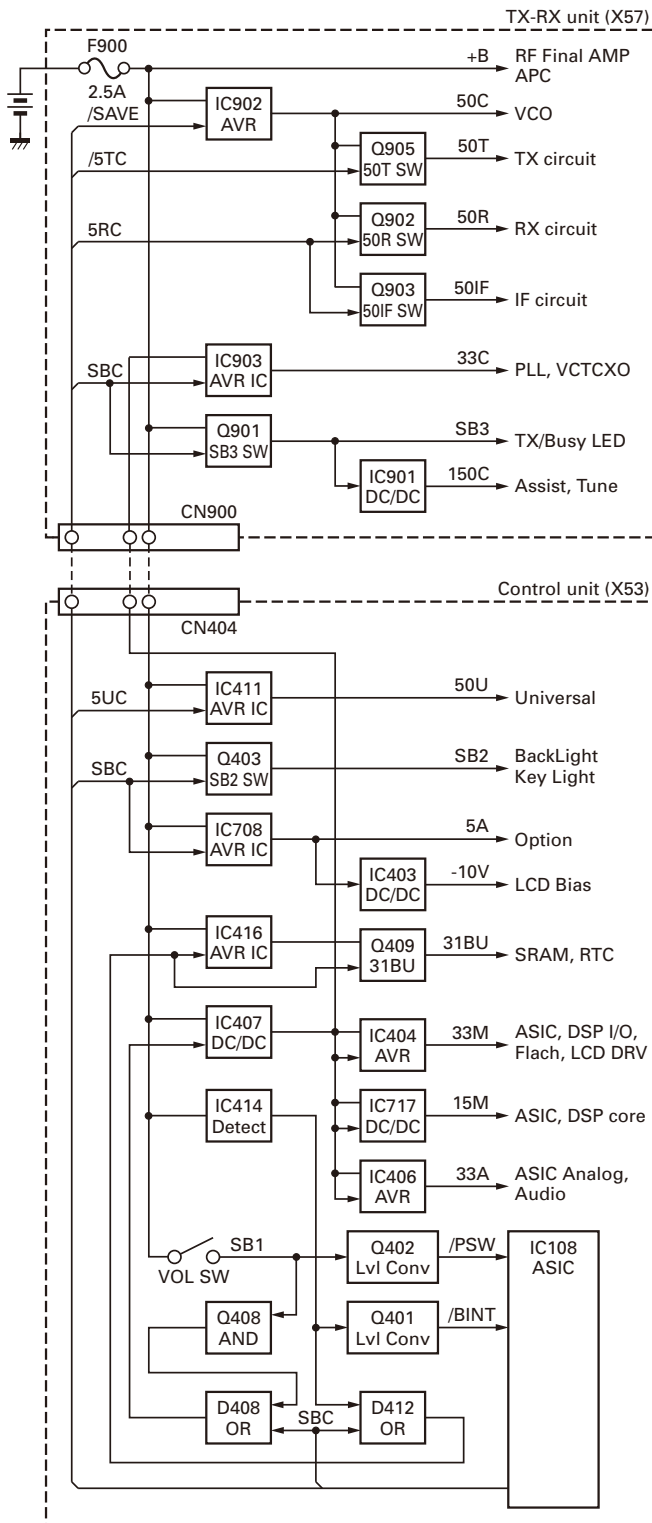 TX-RX unit (X57)
F900
2.5A
+B
RF Final AMP
APC
/SAVE
IC902
AVR
50C
VCO
/5TC
Q905
50T SW
50T
TX circuit
5RC
Q902
50R SW
50R
RX circuit
Q903
50IF SW
50IF
IF circuit
SBC
IC903
AVR IC
33C
PLL, VCTCXO
Q901
SB3 SW
SB3
TX/Busy LED
IC901
DC/DC
150C
Assist, Tune
CN900
Control unit (X53)
CN404
5UC
IC411
AVR IC
50U
Universal
SBC
Q403
SB2 SW
SB2
BackLight
Key Light
IC708
AVR IC
5A
Option
IC403
DC/DC
-10V
LCD Bias
IC416
AVR IC
Q409
31BU
31BU
SRAM, RTC
IC407
DC/DC
IC404
AVR
33M
ASIC, DSP I/O,
Flach, LCD DRV
IC414
Detect
IC717
DC/DC
15M
ASIC, DSP core
IC406
AVR
33A
ASIC Analog,
Audio
VOL SW
SB1
Q402
Lvl Conv
/PSW
IC108
ASIC
Q408
AND
Q401
Lvl Conv
/BINT
D408
OR
SBC
D412
OR